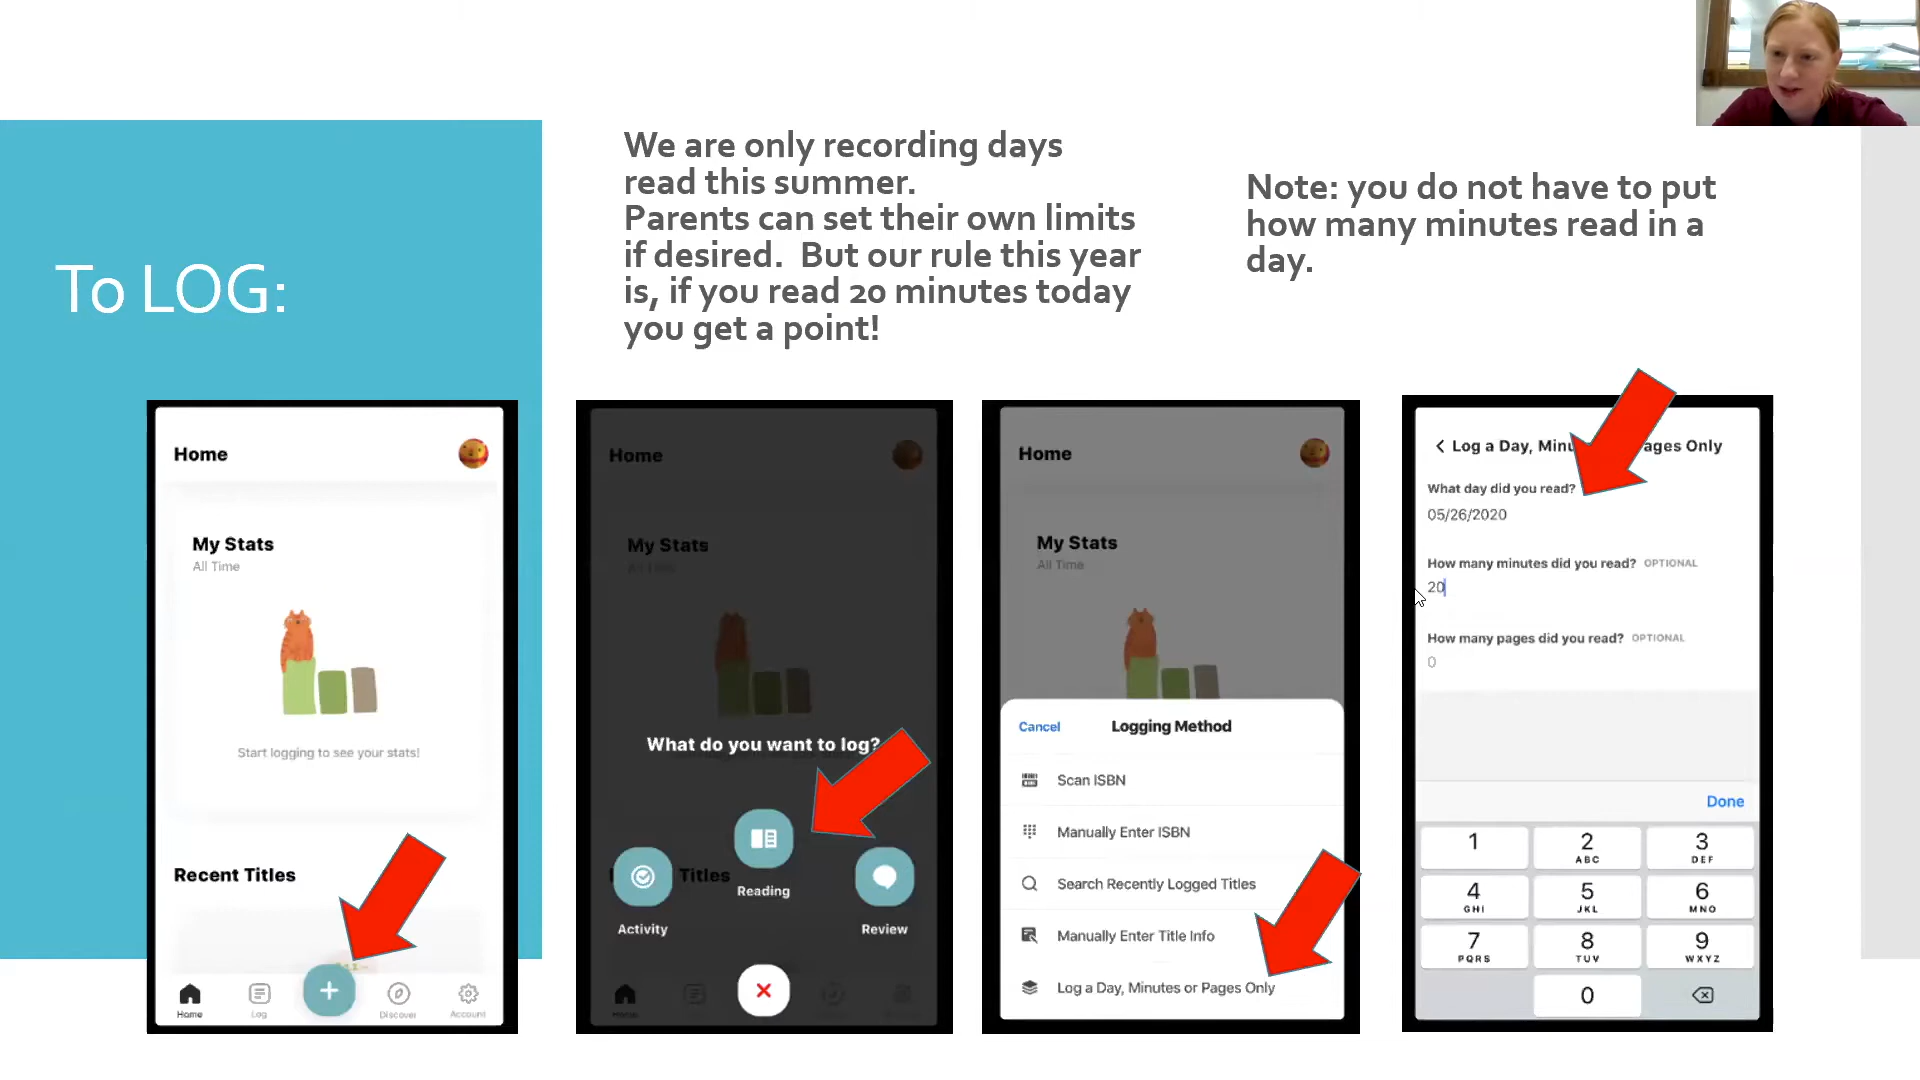 To LOG:
We are only recording days
read this summer.
Parents can set their own limits
if desired.  But our rule this year
is, if you read 20 minutes today
you get a point!
Note: you do not have to put
how many minutes read in a
day.
Home
My Stats
All Time
Start logging to see your stats!
Recent Titles
Home
Log
Discover
Account
Home
My Stats
All Time
What do you want to log?
Titles
Reading
Activity
Review
Home
Home
My Stats
All Time
Cancel
Logging Method
Scan ISBN
Manually Enter ISBN
Search Recently Logged Titles
Manually Enter Title Info
Log a Day, Minutes or Pages Only
Log a Day, Minu ages Only
What day did you read?
05/26/2020
How many minutes did you read? OPTIONAL
20
How many pages did you read? OPTIONAL
0
Done
1
2
ABC
3
DEF
4
GHI
5
JKL
6
MNO
7
PQRS
8
TUV
9
WXYZ
0